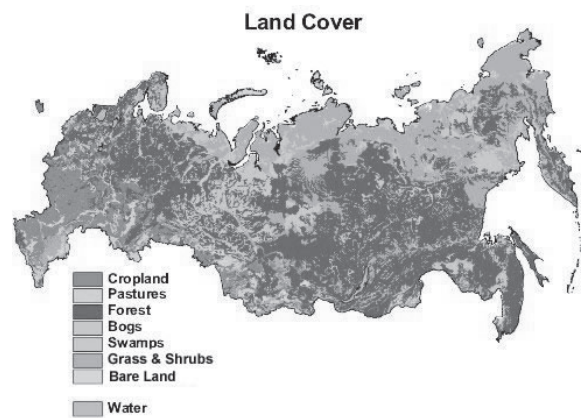 Land Cover
Cropland
Pastures
Forest
Bogs
Swamps
Grass & Shrubs
Bare Land
Water